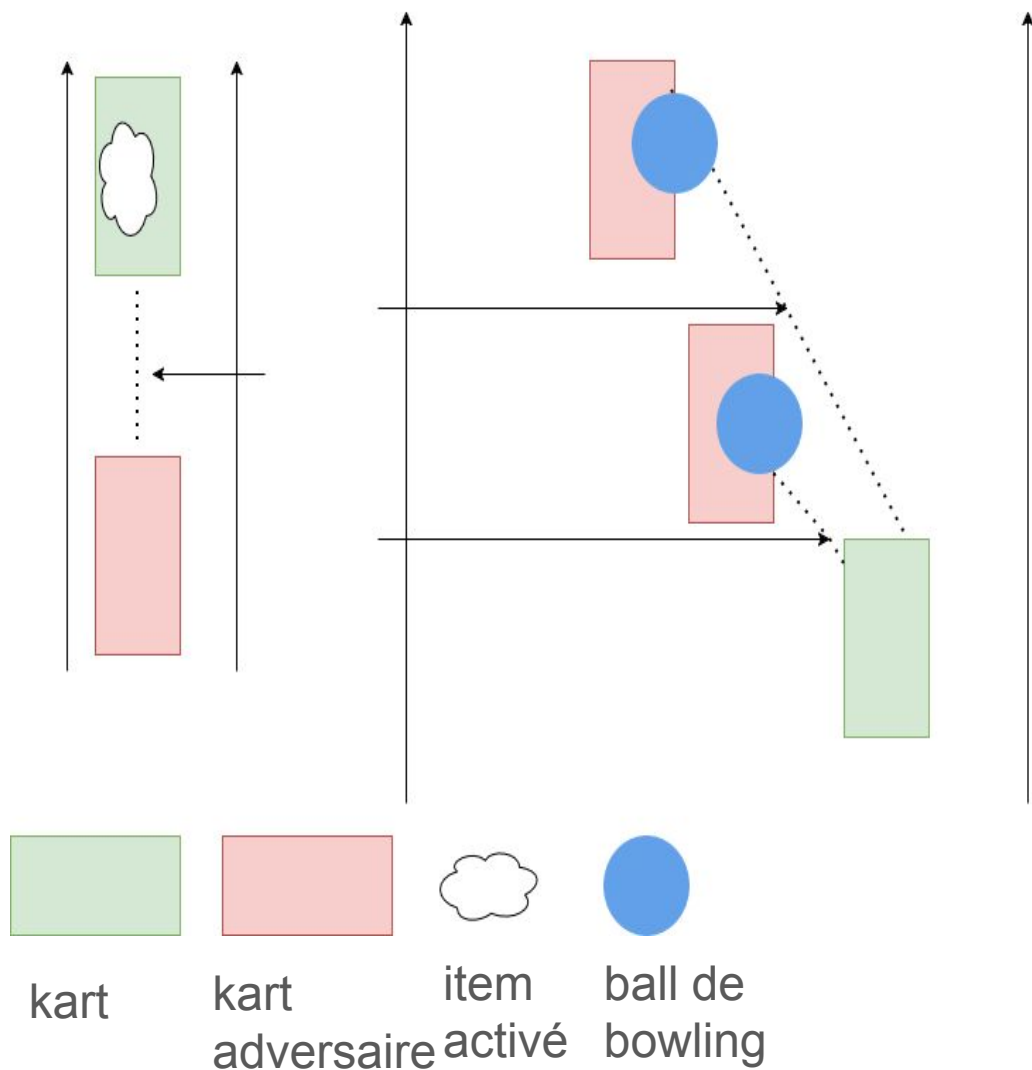 kart
kart
adversaire
item
activé
ball de
bowling